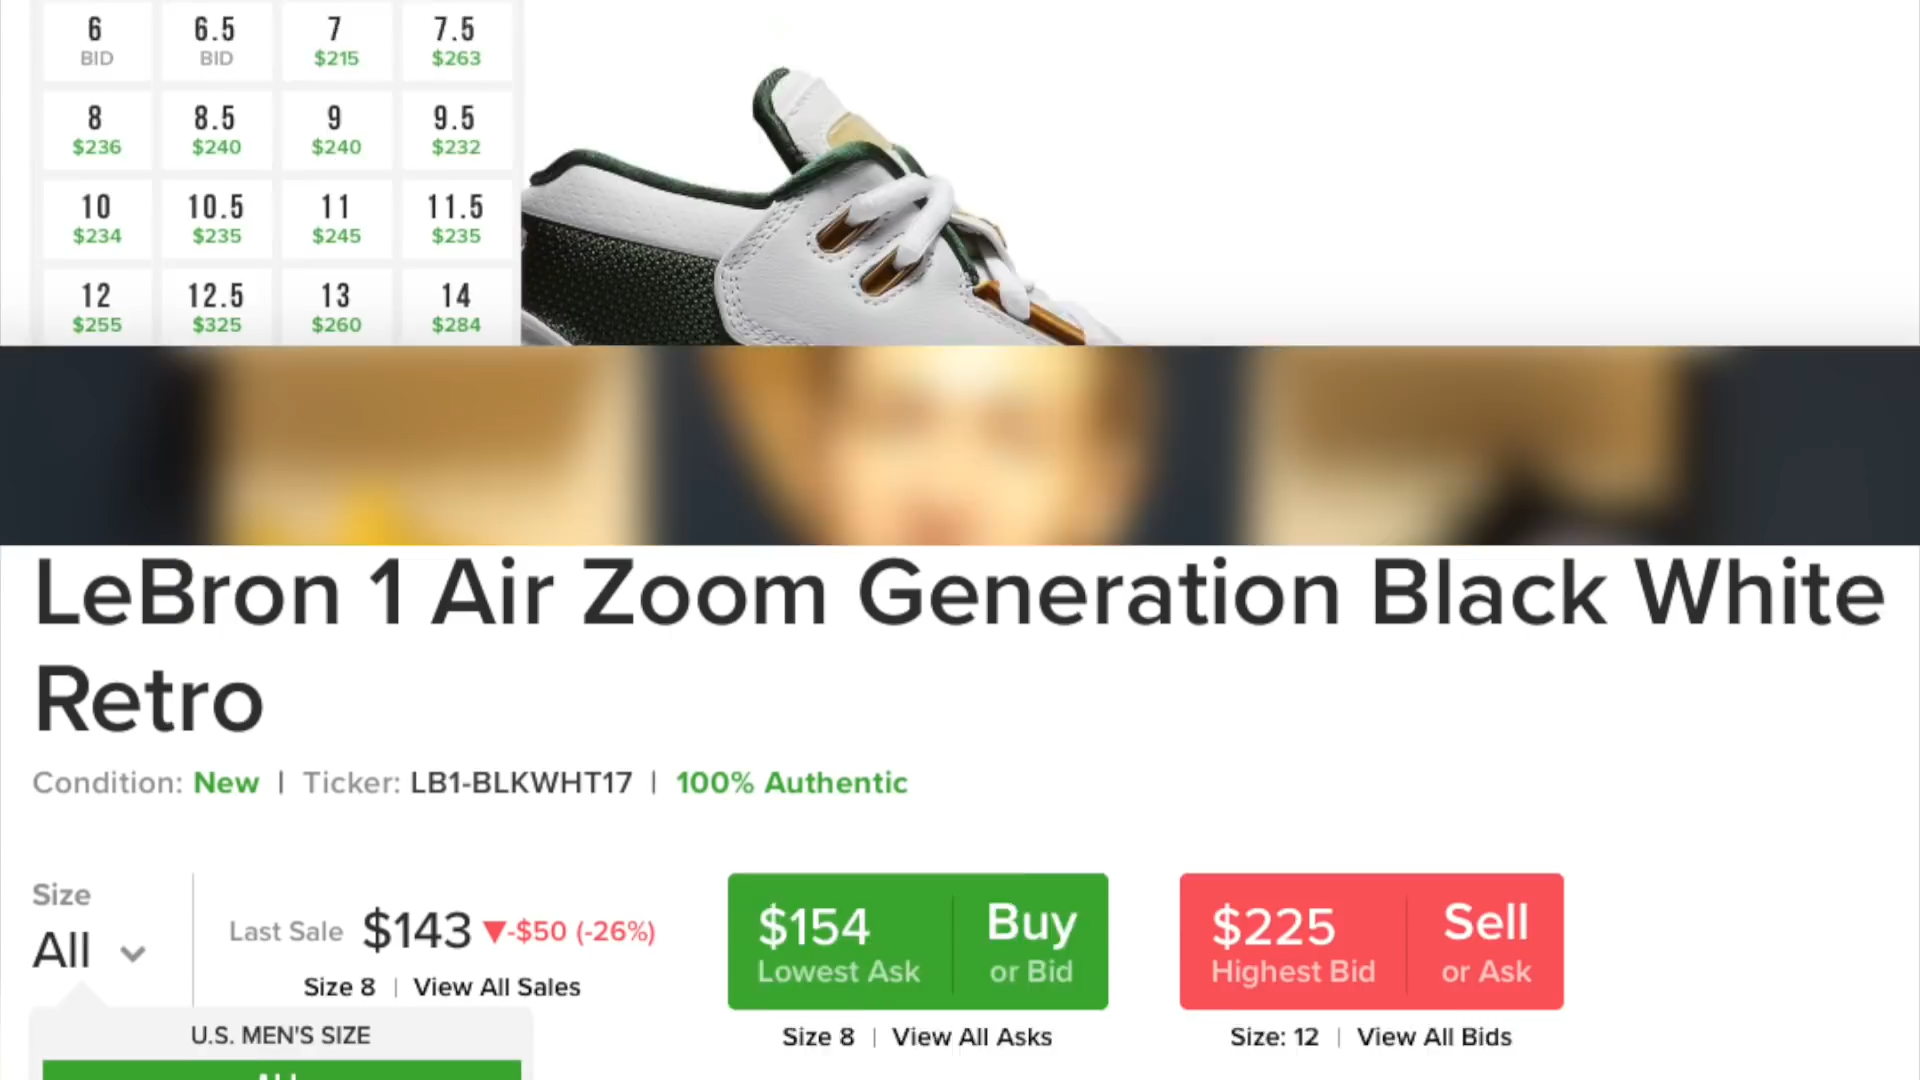 6 6.5 7 7.5
BID BID $215 $263
8 8.5 9 9.5
$236 $240 $240 $232
10 10.5 11 11.5
$234 $235 $245 $235
12 12.5 13 14
$255 $325 $260 $284
LeBron 1 Air Zoom Generation Black White
Retro
Condition: New | Ticker: LB1-BLKWHT17 | 100% Authentic
Size
All
Last Sale $143 ▼-$50 (-26%)
Size 8 | View All Sales
$154 Buy
Lowest Ask or Bid
Size 8 | View All Asks
$225 Sell
Highest Bid or Ask
Size: 12 | View All Bids
U.S. MEN'S SIZE